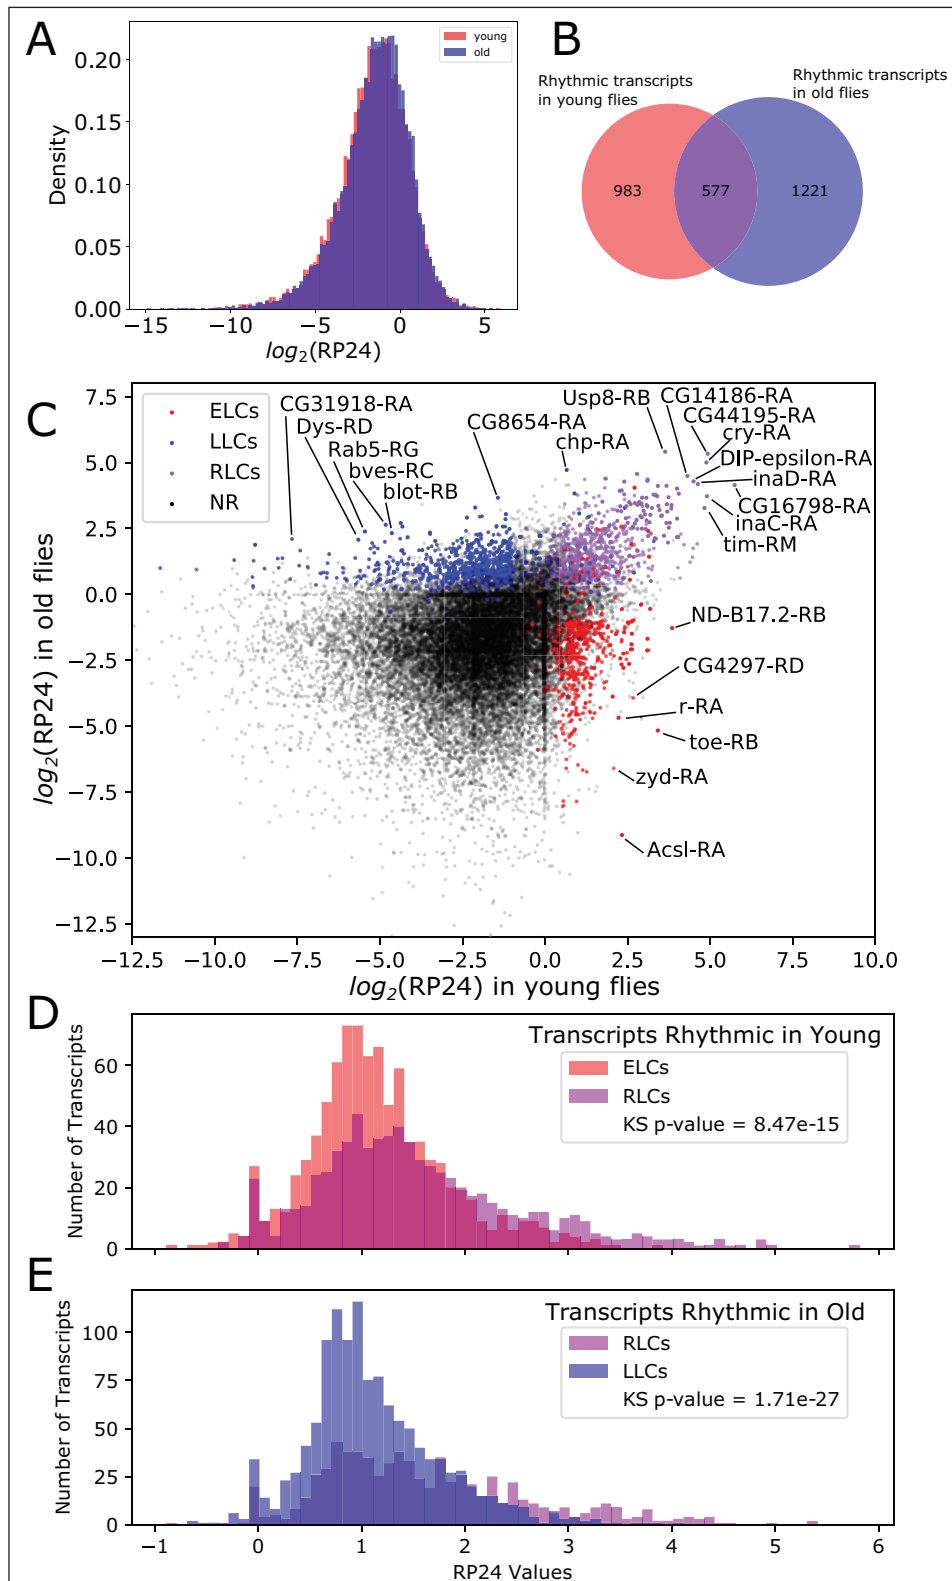 A
young
old
0.20
0.15
0.10
0.05
0.00
Density
−15
−10
−5
0
5
log2(RP24)
B
Rhythmic transcripts
in young flies
Rhythmic transcripts
in old flies
983
577
1221
C
ELCs
LLCs
RLCs
NR
CG31918-RA
Dys-RD
Rab5-RG
bves-RC
blot-RB
CG8654-RA
chp-RA
Usp8-RB
CG14186-RA
CG44195-RA
cry-RA
DIP-epsilon-RA
inaD-RA
CG16798-RA
inaC-RA
tim-RM
ND-B17.2-RB
CG4297-RD
r-RA
toe-RB
zyd-RA
Acsl-RA
7.5
5.0
2.5
0.0
−2.5
−5.0
−7.5
−10.0
−12.5
log2(RP24) in old flies
−12.5
−10.0
−7.5
−5.0
−2.5
0.0
2.5
5.0
7.5
10.0
log2(RP24) in young flies
D
Transcripts Rhythmic in Young
ELCs
RLCs
KS p-value = 8.47e-15
60
40
20
0
Number of Transcripts
−1
0
1
2
3
4
5
6
E
Transcripts Rhythmic in Old
RLCs
LLCs
KS p-value = 1.71e-27
100
75
50
25
0
Number of Transcripts
−1
0
1
2
3
4
5
6
RP24 Values